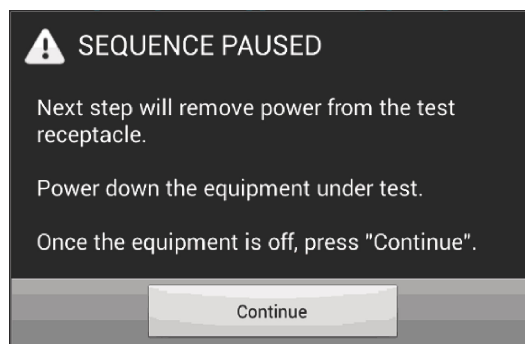 SEQUENCE PAUSED
Next step will remove power from the test
receptacle.
Power down the equipment under test.
Once the equipment is off, press "Continue".
Continue